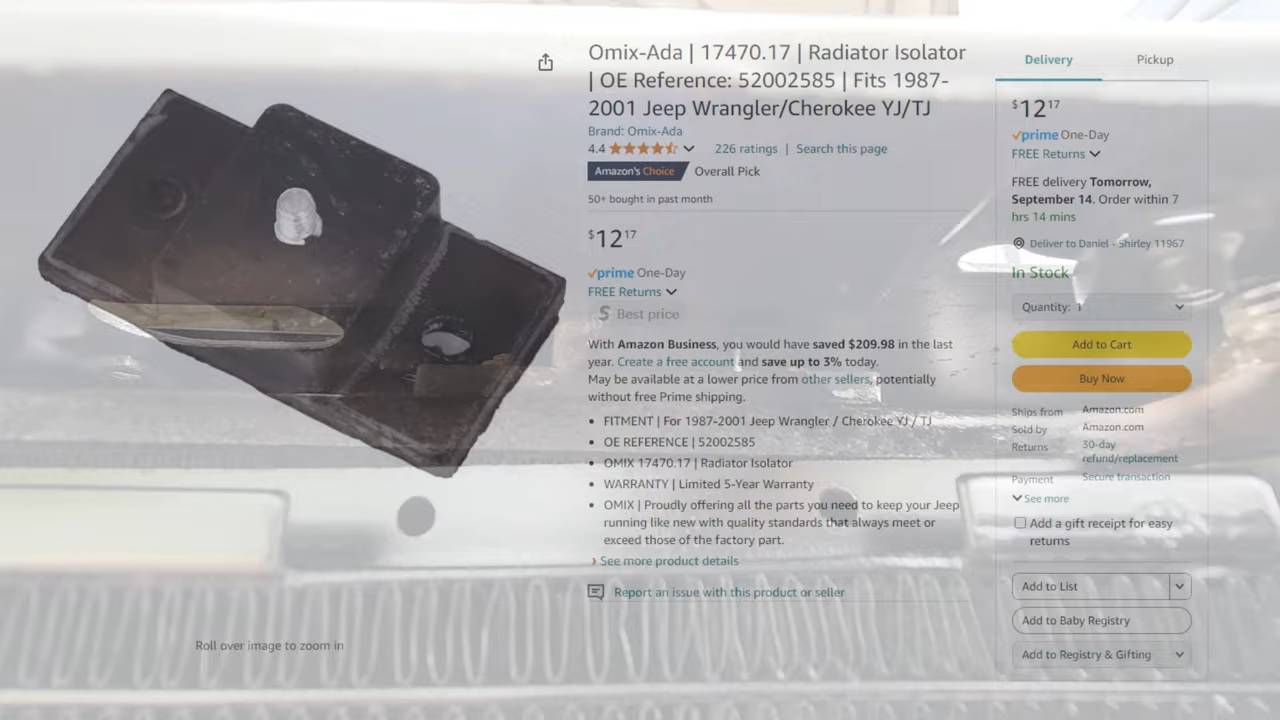 Omix-Ada | 17470.17 | Radiator Isolator
| OE Reference: 52002585 | Fits 1987-
2001 Jeep Wrangler/Cherokee YJ/TJ
Brand: Omix-Ada
4.4 226 ratings | Search this page
Amazon's Choice Overall Pick
50+ bought in past month
$12 17
prime One-Day
FREE Returns
S Best price
With Amazon Business, you would have saved $209.98 in the last
year. Create a free account and save up to 3% today.
May be available at a lower price from other sellers, potentially
without free Prime shipping.
• FITMENT | For 1987-2001 Jeep Wrangler / Cherokee YJ / TJ
• OE REFERENCE | 52002585
• OMIX 17470.17 | Radiator Isolator
• WARRANTY | Limited 5-Year Warranty
• OMIX | Proudly offering all the parts you need to keep your Jeep
running like new with quality standards that always meet or
exceed those of the factory part.
› See more product details
Report an issue with this product or seller
Roll over image to zoom in
Delivery Pickup
$12 17
prime One-Day
FREE Returns
FREE delivery Tomorrow,
September 14. Order within 7
hrs 14 mins
Deliver to Daniel - Shirley 11967
In Stock
Quantity: 1
Add to Cart
Buy Now
Ships from Amazon.com
Sold by Amazon.com
Returns 30-day
refund/replacement
Payment Secure transaction
See more
Add a gift receipt for easy
returns
Add to List
Add to Baby Registry
Add to Registry & Gifting